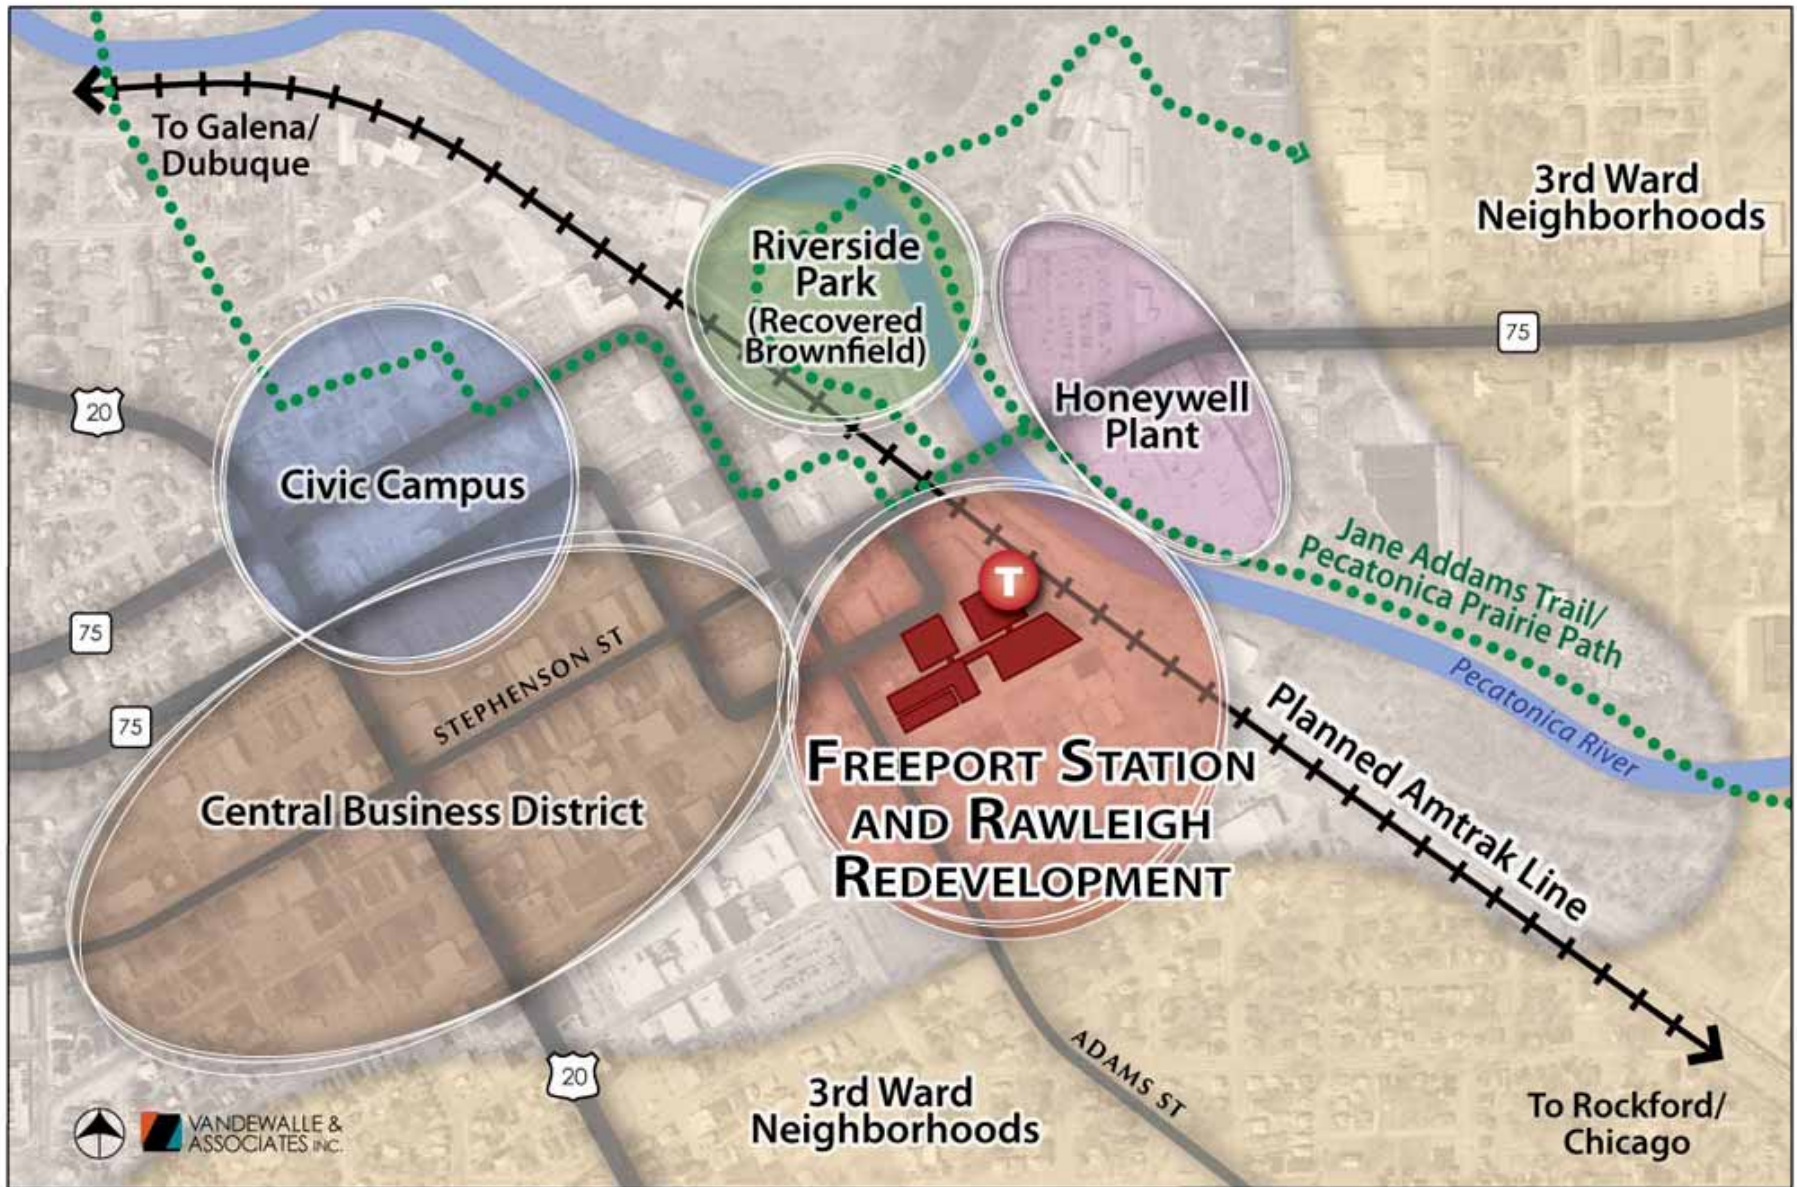 To Galena/
Dubuque
3rd Ward
Neighborhoods
Riverside
Park
(Recovered
Brownfield)
75
20
Honeywell
Plant
Civic Campus
Jane Addams Trail/
Pecatonica Prairie Path
T
75
STEPHENSON ST
Pecatonica River
75
Planned Amtrak Line
FREEPORT STATION
AND RAWLEIGH
REDEVELOPMENT
Central Business District
ADAMS ST
20
3rd Ward
Neighborhoods
To Rockford/
Chicago
VANDEWALLE &
ASSOCIATES INC.